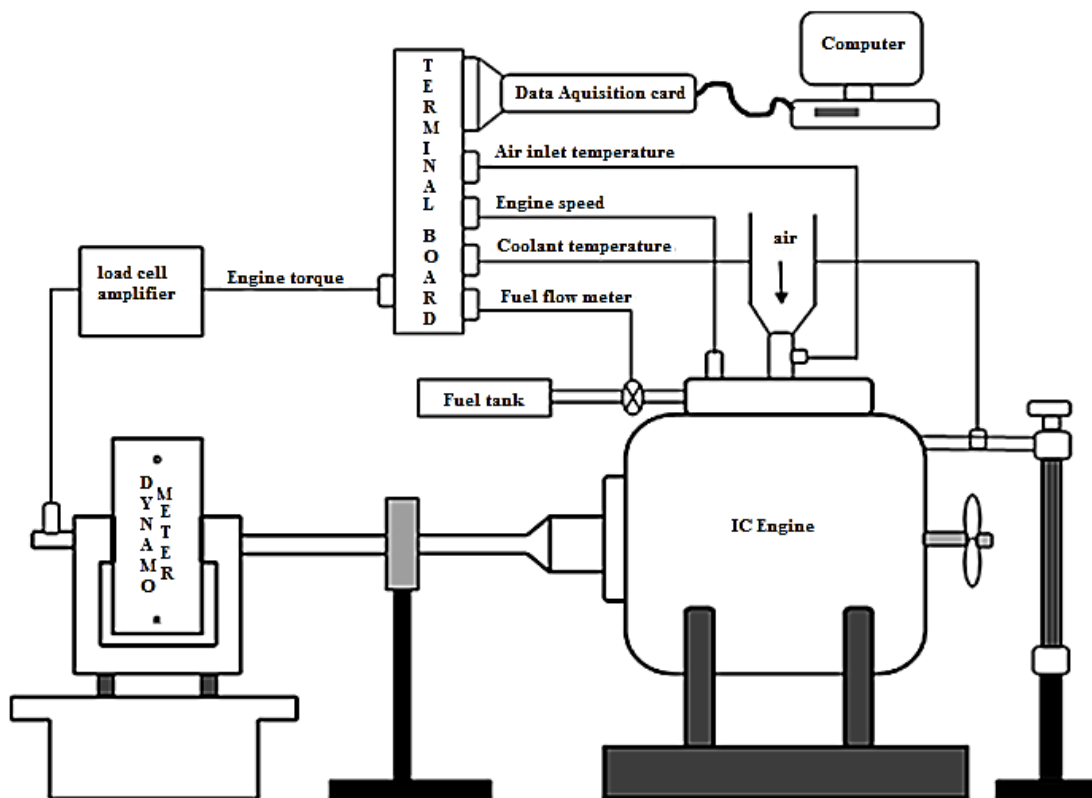 Computer
TERMINAL BOARD
Data Aquisition card
Air inlet temperature
Engine speed
Coolant temperature
air
load cell
amplifier
Engine torque
Fuel flow meter
Fuel tank
DYNAMO
METER
IC Engine